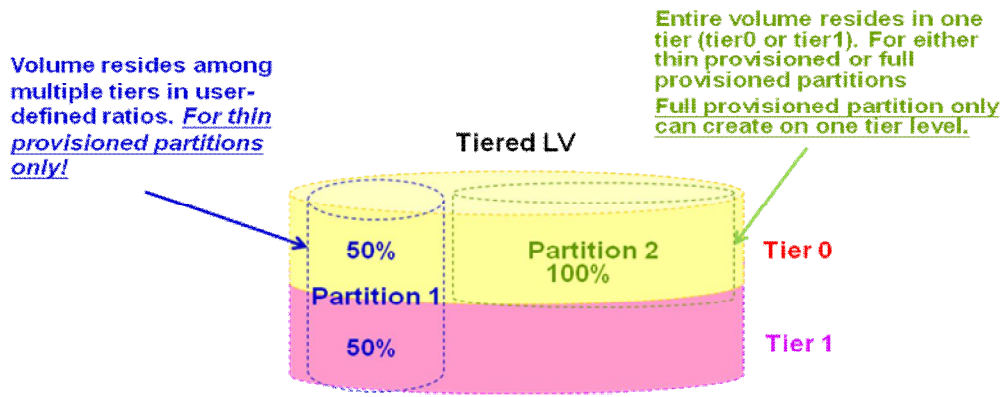 Volume resides among
multiple tiers in user-
defined ratios. For thin
provisioned partitions
only!
Entire volume resides in one
tier (tier0 or tier1). For either
thin provisioned or full
provisioned partitions
Full provisioned partition only
can create on one tier level.
Tiered LV
50%
Partition 2
100%
Tier 0
Partition 1
50%
Tier 1